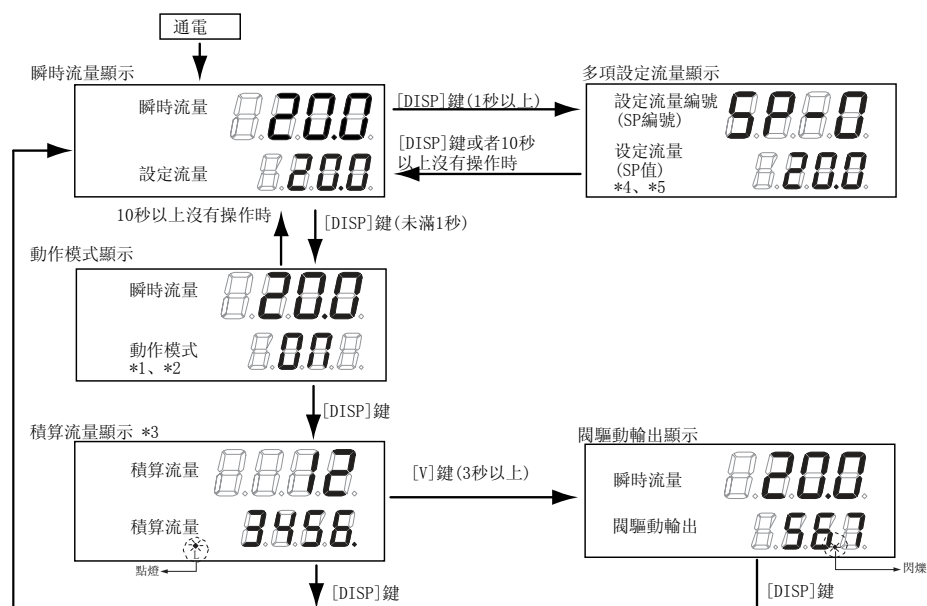 通電
瞬時流量顯示
瞬時流量
20.0
設定流量
20.0
[DISP]鍵(1秒以上)
[DISP]鍵或者10秒
以上沒有操作時
多項設定流量顯示
設定流量編號
(SP編號)
SP-0
设定流量
(SP值)
*4、*5
20.0
10秒以上沒有操作時
[DISP]鍵(未滿1秒)
動作模式顯示
瞬時流量
20.0
動作模式
*1、*2
on
[DISP]鍵
積算流量顯示 *3
積算流量
12
積算流量
3456.
點燈
[V]鍵(3秒以上)
閥驅動輸出顯示
瞬時流量
20.0
閥驅動輸出
56.7
閃爍
[DISP]鍵
[DISP]鍵